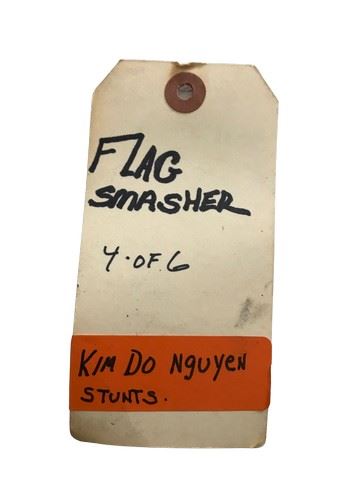 FLAG
SMASHER
4 · OF 6
KIM DO NGUYEN
STUNTS.